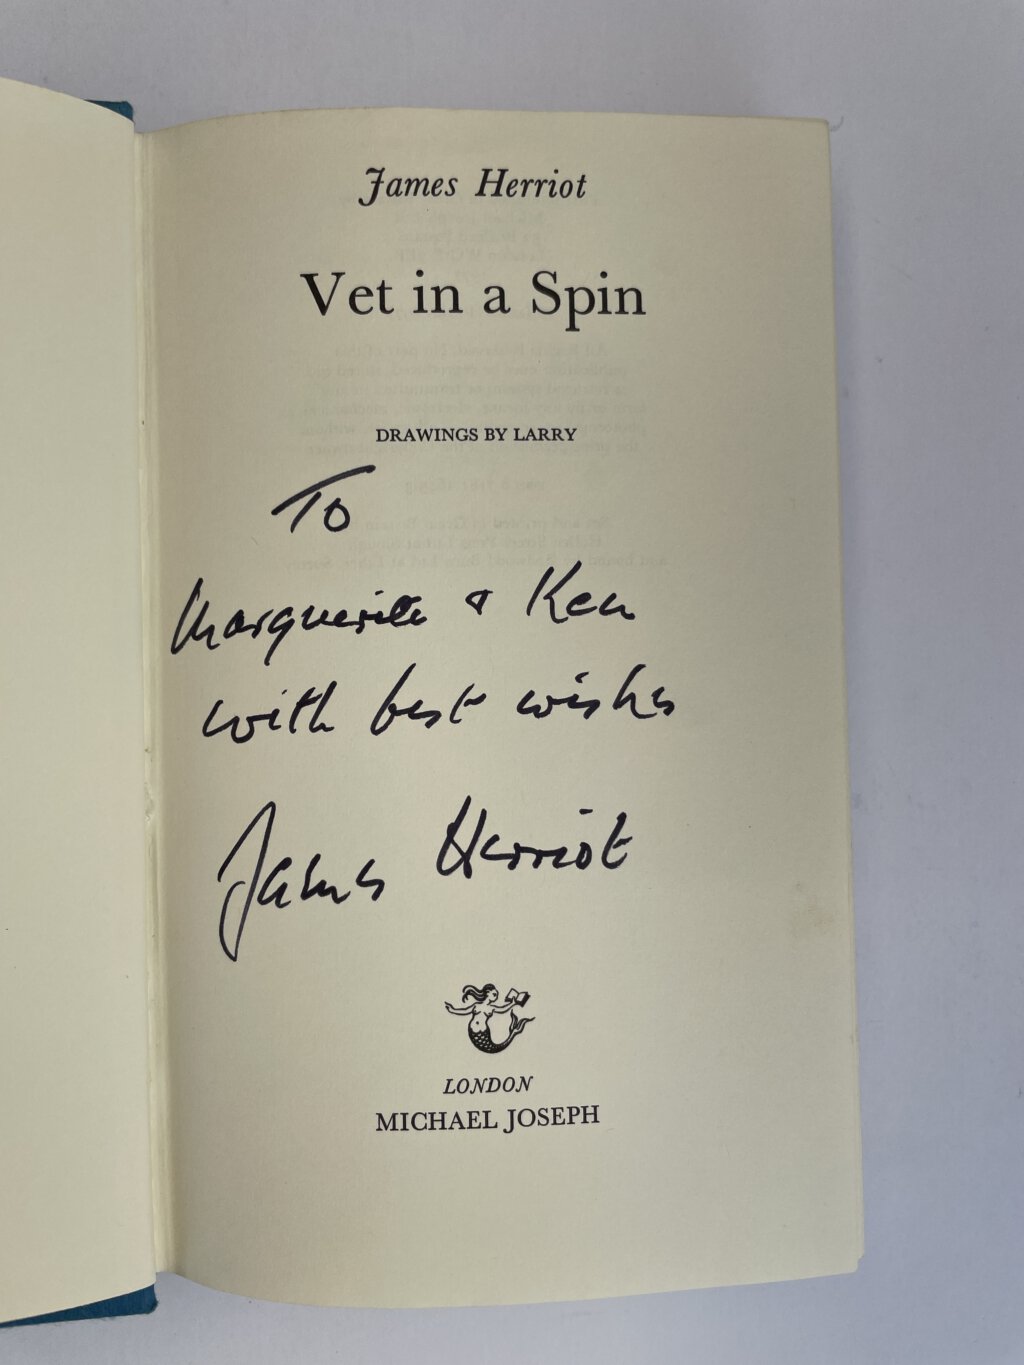 James Herriot
Vet in a Spin
DRAWINGS BY LARRY
To
Marguerite & Ken
with best wishes
James Herriot
LONDON
MICHAEL JOSEPH